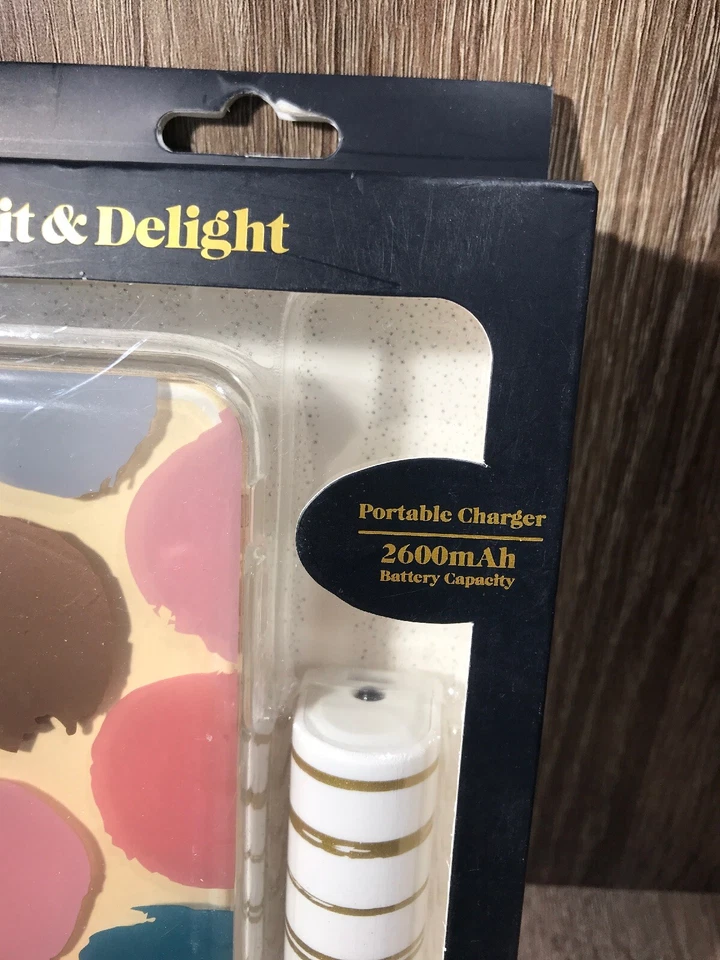 it & Delight
Portable Charger
2600mAh
Battery Capacity